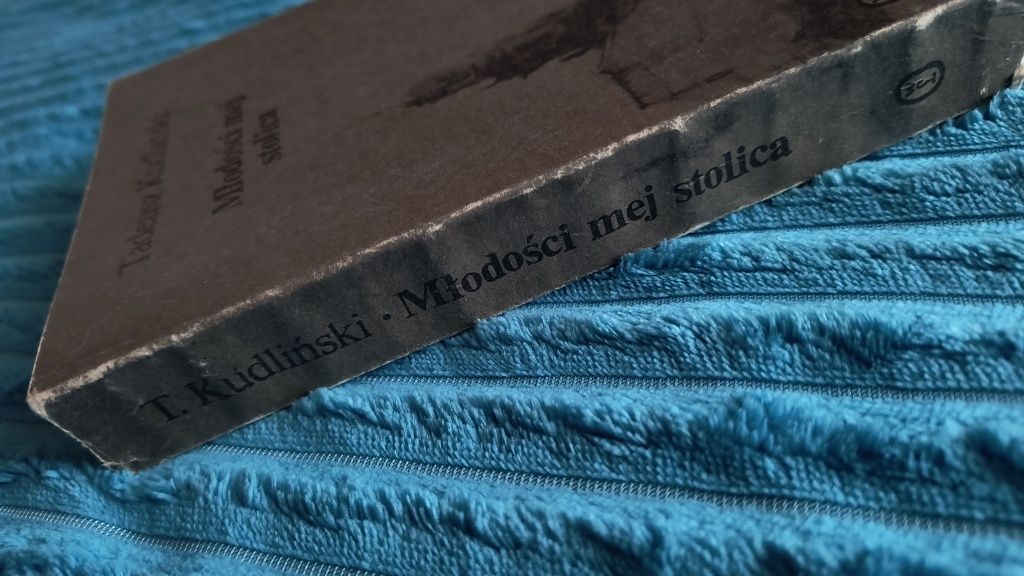 Tadeusz Kudliński
Młodości mej
stolica
T. Kudliński · Młodości mej stolica